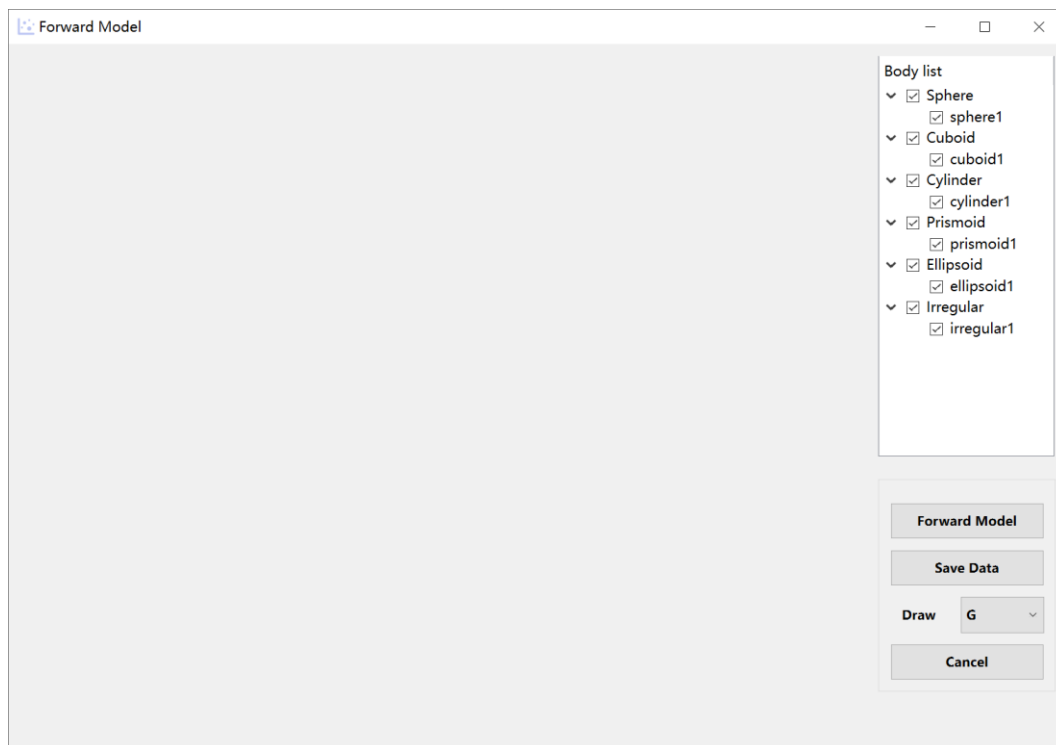 Forward Model
Body list
Sphere
sphere1
Cuboid
cuboid1
Cylinder
cylinder1
Prismoid
prismoid1
Ellipsoid
ellipsoid1
Irregular
irregular1
Forward Model
Save Data
Draw G
Cancel